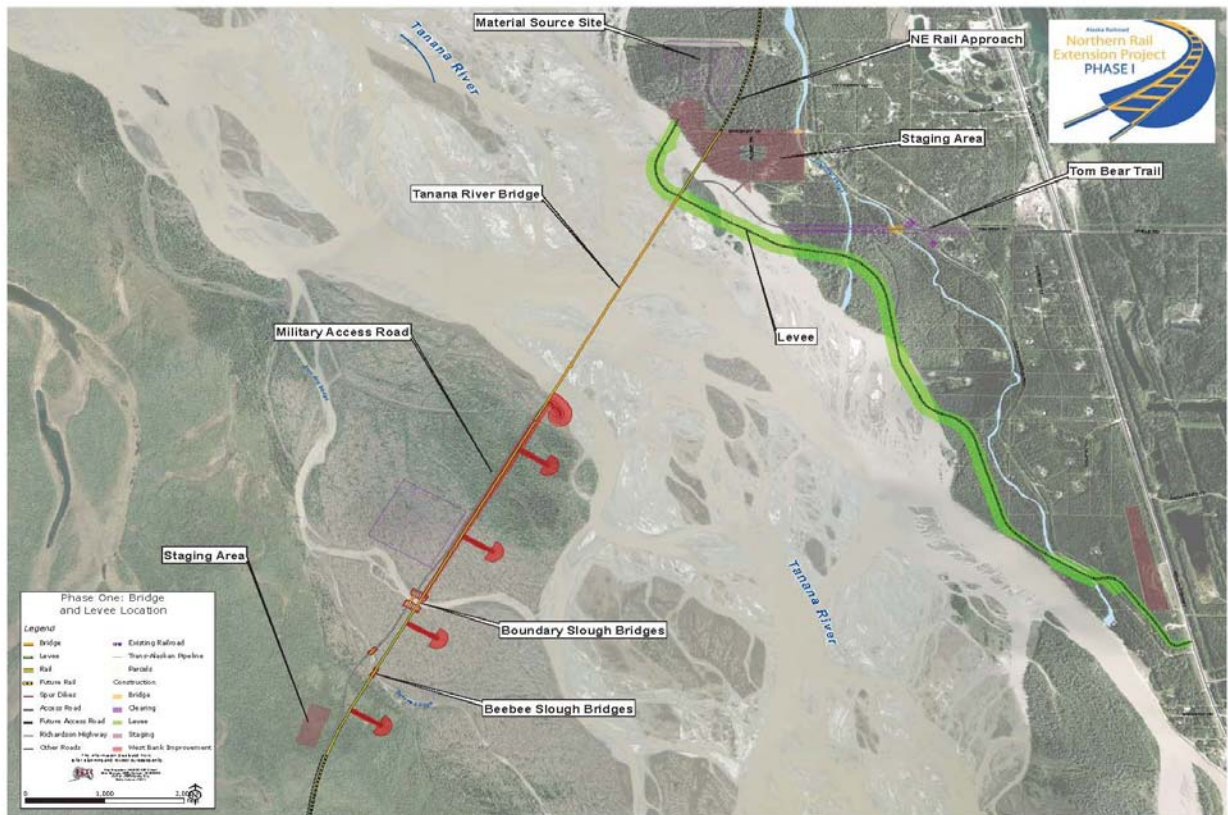 Tanana River
Material Source Site
NE Rail Approach
Alaska Railroad
Northern Rail
Extension Project
PHASE I
Staging Area
Tom Bear Trail
Tanana River Bridge
Levee
Military Access Road
Staging Area
Tanana River
Boundary Slough Bridges
Beebee Slough Bridges
Phase One: Bridge
and Levee Location
Legend
Bridge
Levee
Rail
Future Rail
Spur Dikes
Access Road
Future Access Road
Richardson Highway
Other Roads
Existing Railroad
Trans-Alaskan Pipeline
Parcels
Construction
Bridge
Clearing
Levee
Staging
West Bank Improvement
0 1,000